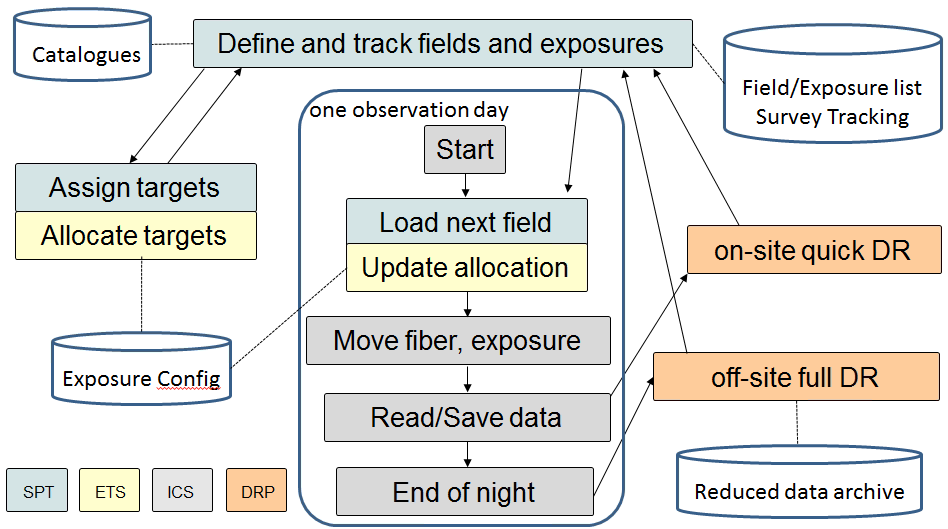 Catalogues
Define and track fields and exposures
Field/Exposure list
Survey Tracking
one observation day
Start
Assign targets
Allocate targets
Load next field
Update allocation
on-site quick DR
Move fiber, exposure
Exposure Config
off-site full DR
Read/Save data
End of night
Reduced data archive
SPT
ETS
ICS
DRP